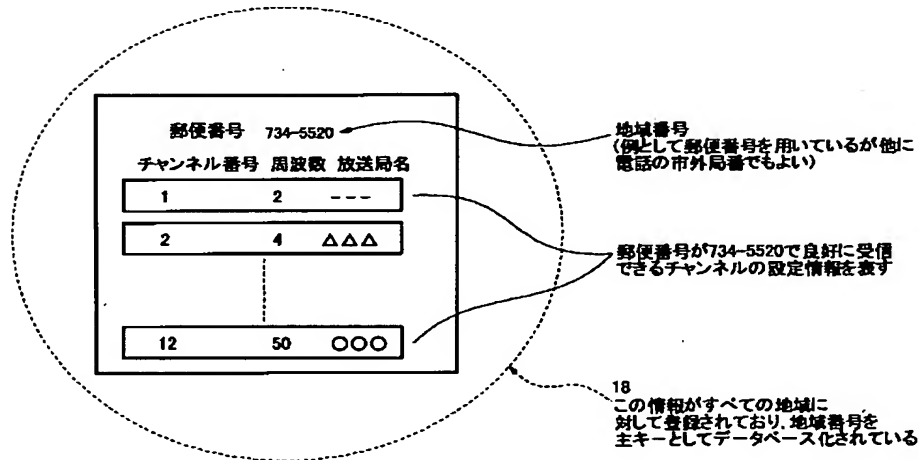 郵便番号 734-5520
チャンネル番号 周波数 放送局名
1 2 ---
2 4 △△△
12 50 ○○○
地域番号
(例として郵便番号を用いているが他に
電話の市外局番でもよい)
郵便番号が734-5520で良好に受信
できるチャンネルの設定情報を表す
18
この情報がすべての地域に
対して登録されており、地域番号を
主キーとしてデータベース化されている